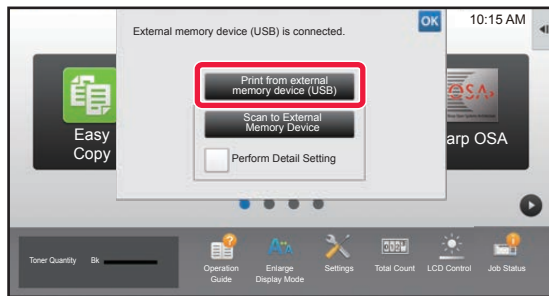 External memory device (USB) is connected.
OK
10:15 AM
Print from external
memory device (USB)
Scan to External
Memory Device
Perform Detail Setting
Easy
Copy
arp OSA
Toner Quantity
Bk
Operation
Guide
Enlarge
Display Mode
Settings
Total Count
LCD Control
Job Status